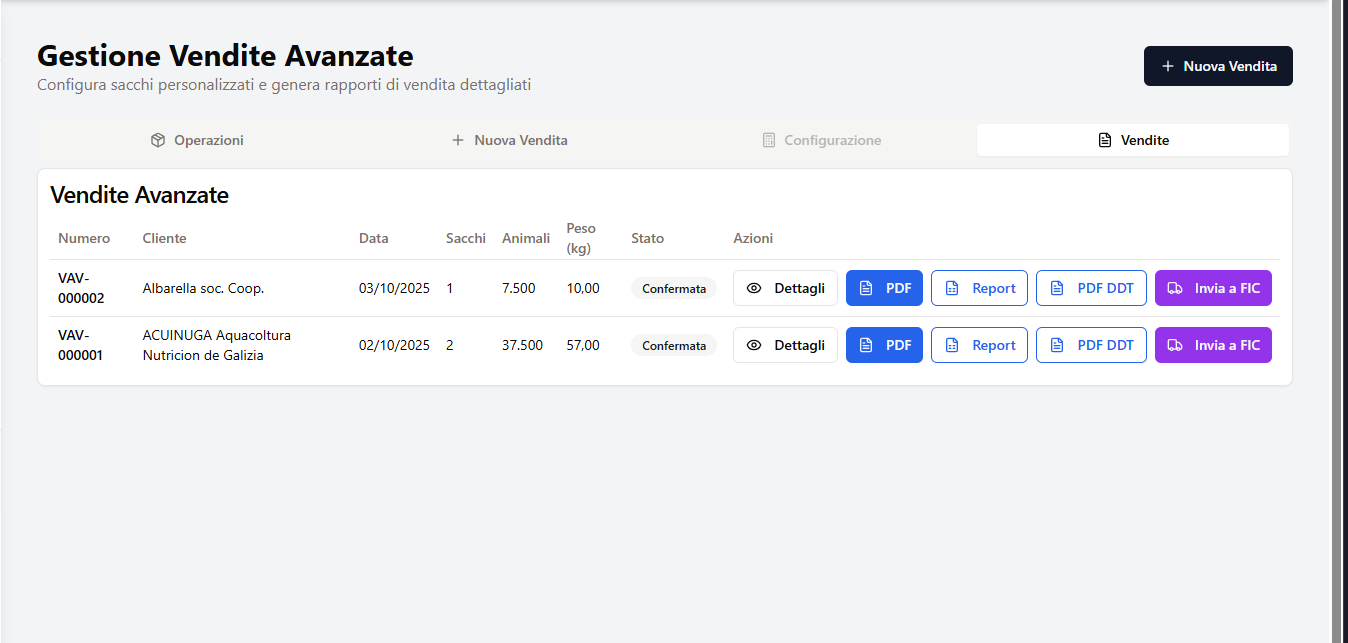 Gestione Vendite Avanzate
Configura sacchi personalizzati e genera rapporti di vendita dettagliati
Nuova Vendita
Operazioni Nuova Vendita Configurazione Vendite
Vendite Avanzate
Numero Cliente Data Sacchi Animali Peso (kg) Stato Azioni
VAV-000002 Albarella soc. Coop. 03/10/2025 1 7.500 10,00 Confermata Dettagli PDF Report PDF DDT Invia a FIC
VAV-000001 ACUINUGA Aquacoltura Nutricion de Galizia 02/10/2025 2 37.500 57,00 Confermata Dettagli PDF Report PDF DDT Invia a FIC